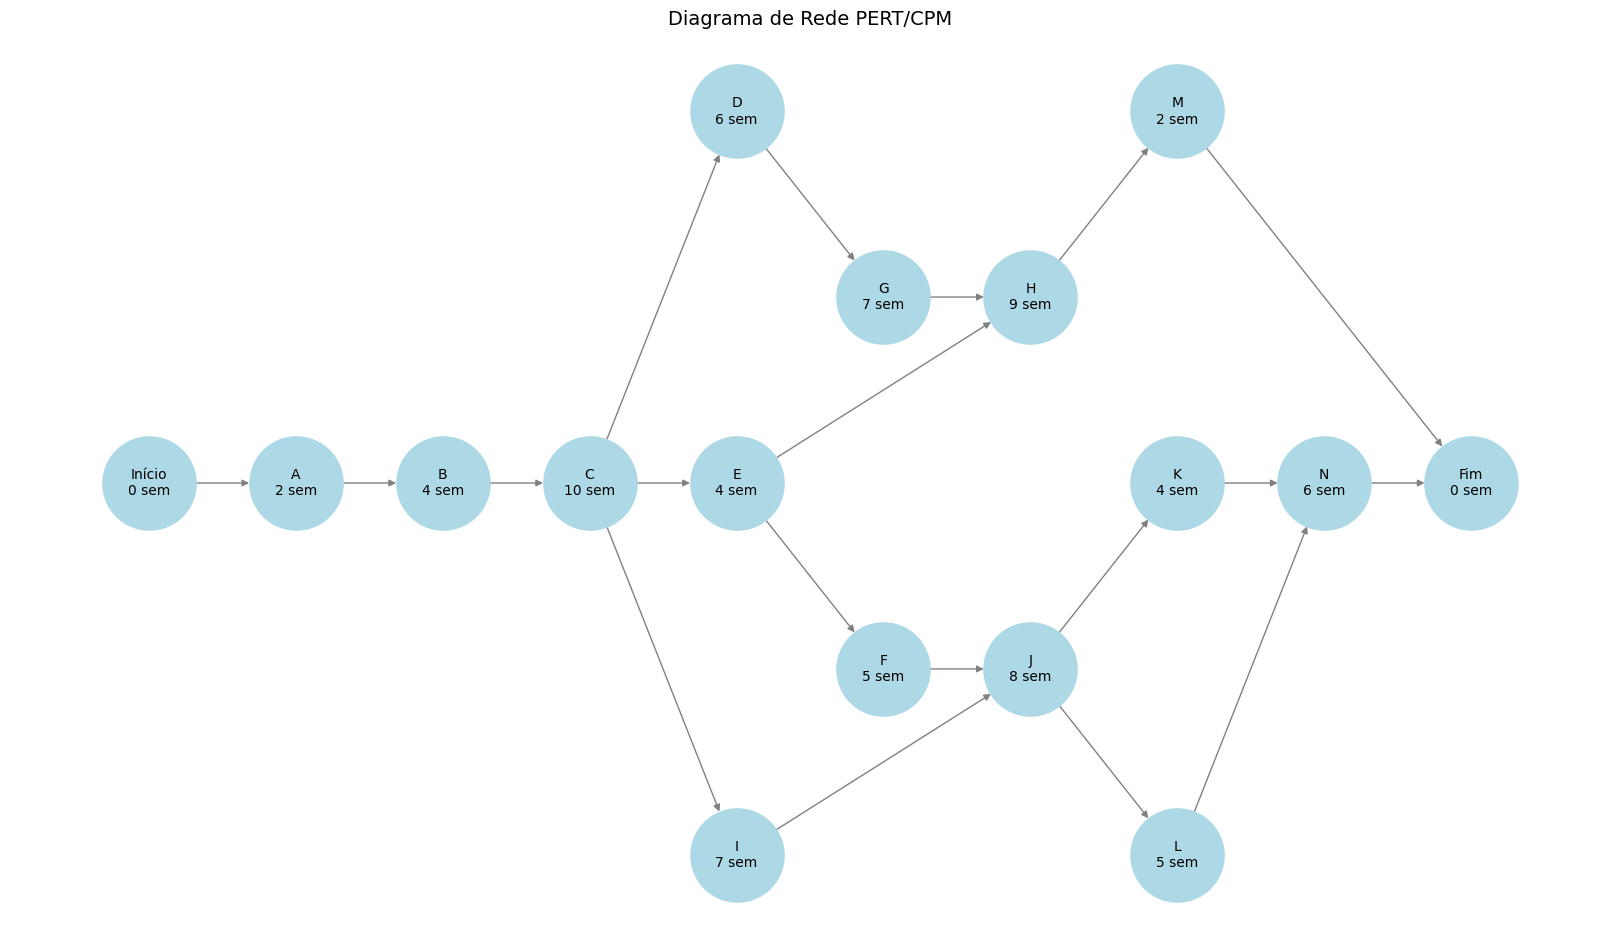 Diagrama de Rede PERT/CPM
D
6 sem
M
2 sem
G
7 sem
H
9 sem
Início
0 sem
A
2 sem
B
4 sem
C
10 sem
E
4 sem
K
4 sem
N
6 sem
Fim
0 sem
F
5 sem
J
8 sem
I
7 sem
L
5 sem